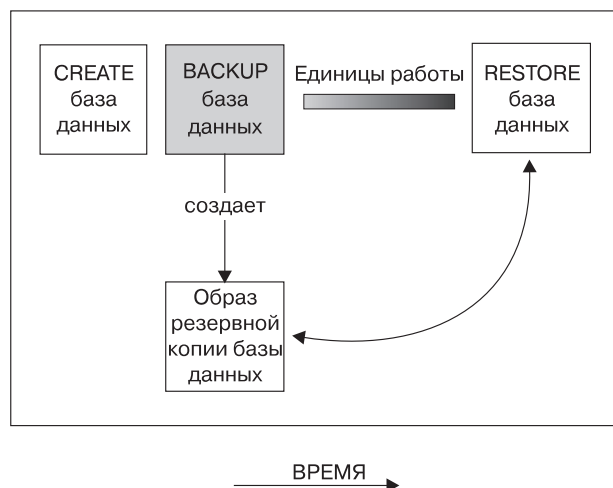 CREATE
база
данных
BACKUP
база
данных
Единицы работы
RESTORE
база
данных
создает
Образ
резервной
копии базы
данных
ВРЕМЯ